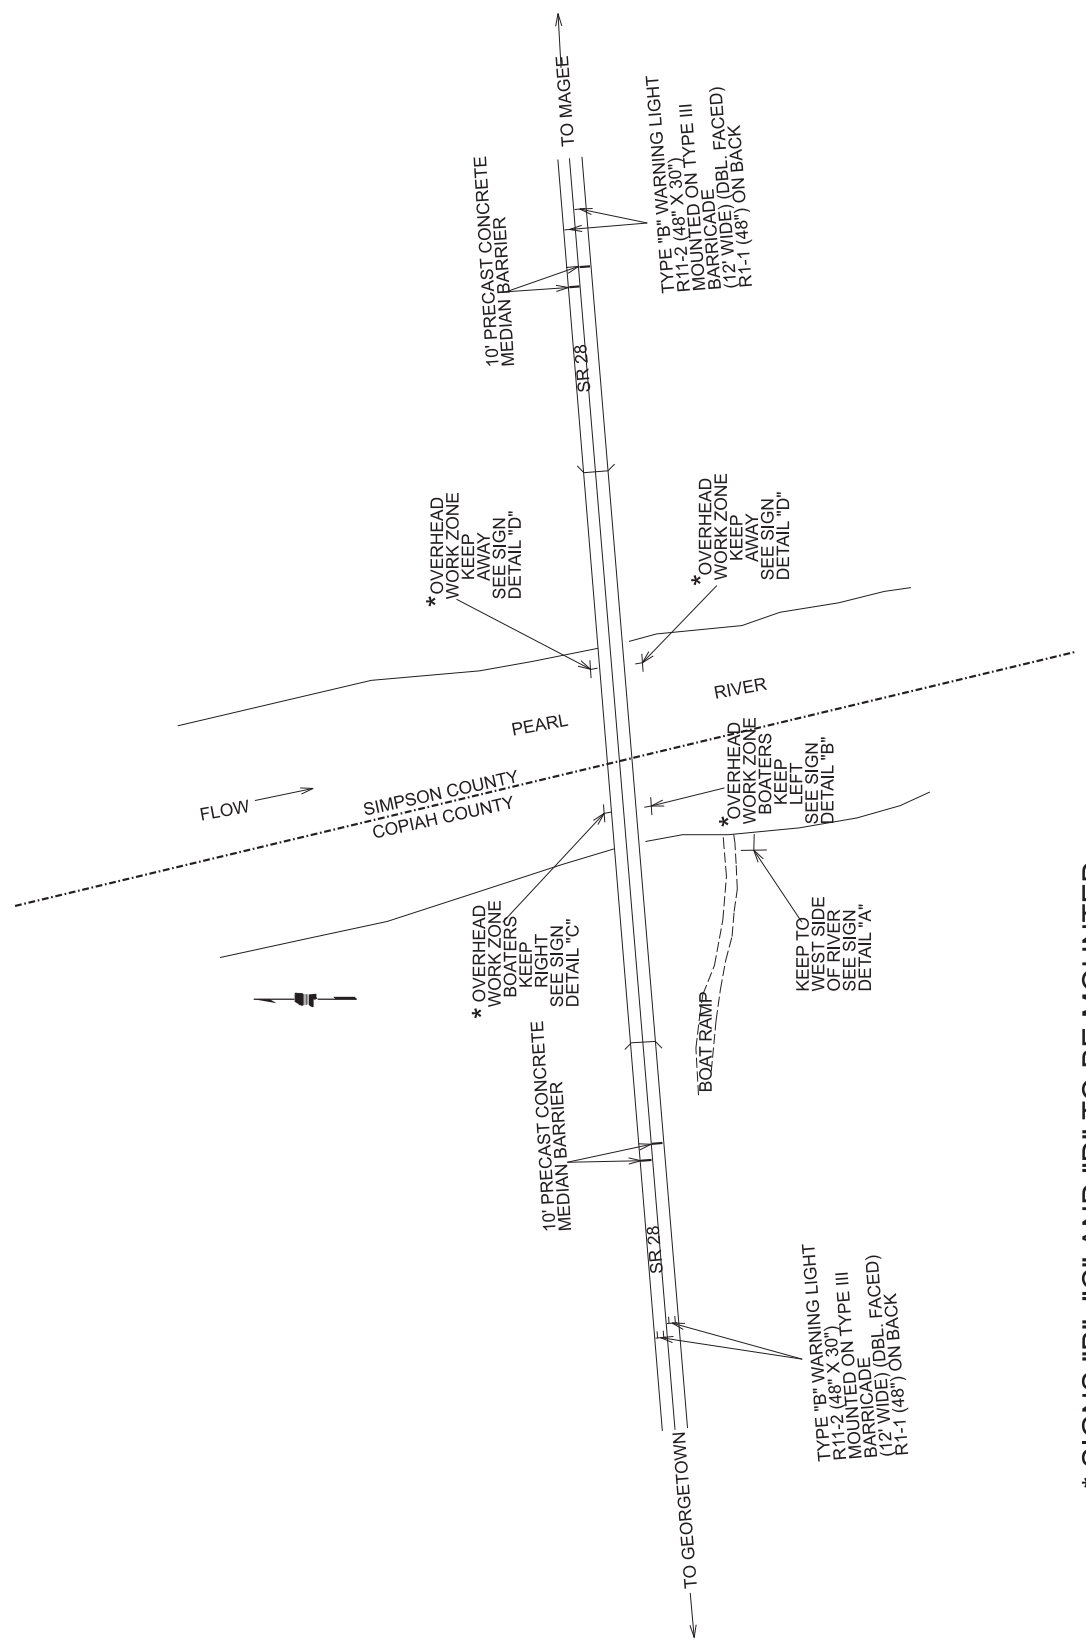 TO MAGEE
10' PRECAST CONCRETE
MEDIAN BARRIER
TYPE "B" WARNING LIGHT
R11-2 (48" X 30")
MOUNTED ON TYPE III
BARRICADE
(12' WIDE) (DBL. FACED)
R1-1 (48") ON BACK
SR 28
* OVERHEAD
WORK ZONE
KEEP
AWAY
SEE SIGN
DETAIL "D"
* OVERHEAD
WORK ZONE
KEEP
AWAY
SEE SIGN
DETAIL "D"
PEARL
RIVER
FLOW
SIMPSON COUNTY
COPIAH COUNTY
* OVERHEAD
WORK ZONE
BOATERS
KEEP
LEFT
SEE SIGN
DETAIL "B"
* OVERHEAD
WORK ZONE
BOATERS
KEEP
RIGHT
SEE SIGN
DETAIL "C"
KEEP TO
WEST SIDE
OF RIVER
SEE SIGN
DETAIL "A"
BOAT RAMP
10' PRECAST CONCRETE
MEDIAN BARRIER
SR 28
TYPE "B" WARNING LIGHT
R11-2 (48" X 30")
MOUNTED ON TYPE III
BARRICADE
(12' WIDE) (DBL. FACED)
R1-1 (48") ON BACK
TO GEORGETOWN